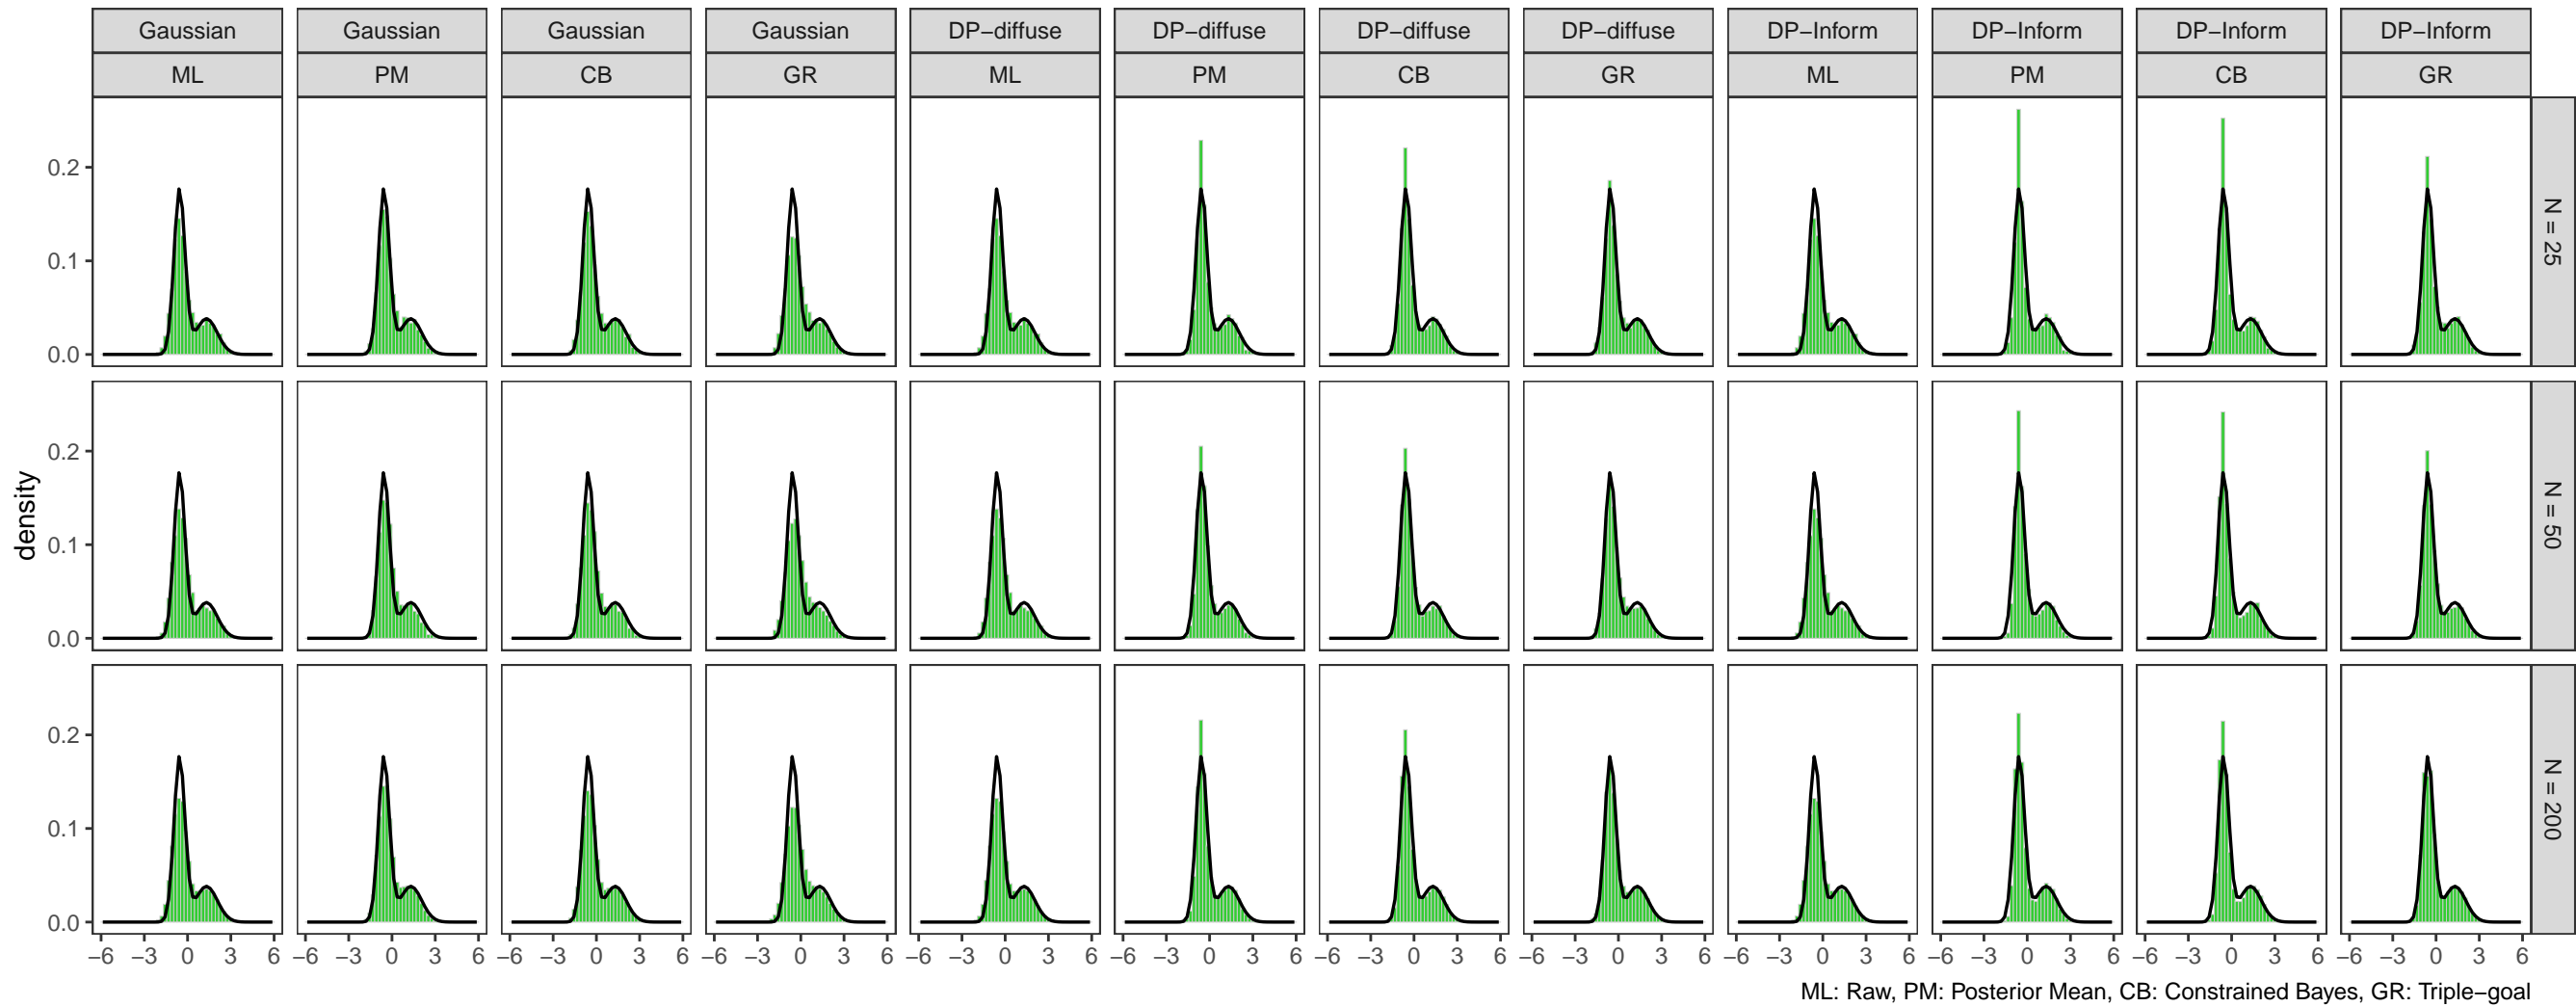 Gaussian Gaussian Gaussian Gaussian DP−diffuse DP−diffuse DP−diffuse DP−diffuse DP−Inform DP−Inform DP−Inform DP−Inform
ML PM CB GR ML PM CB GR ML PM CB GR
0.2
0.1
0.0
N = 25
0.2
0.1
0.0
N = 50
density
0.2
0.1
0.0
N = 200
−6 −3 0 3 6 −6 −3 0 3 6 −6 −3 0 3 6 −6 −3 0 3 6 −6 −3 0 3 6 −6 −3 0 3 6 −6 −3 0 3 6 −6 −3 0 3 6 −6 −3 0 3 6 −6 −3 0 3 6 −6 −3 0 3 6 −6 −3 0 3 6
ML: Raw, PM: Posterior Mean, CB: Constrained Bayes, GR: Triple−goal